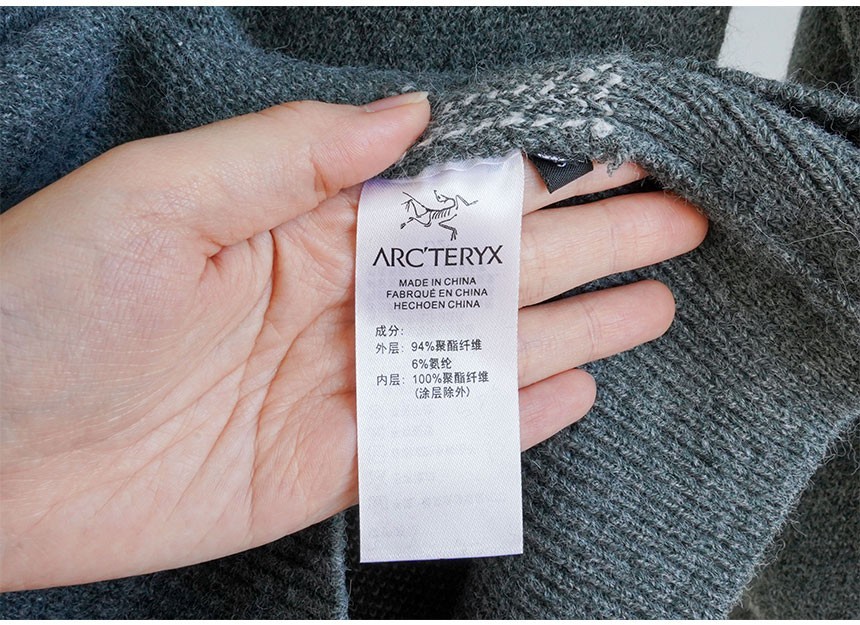 ARC'TERYX
MADE IN CHINA
FABRQUÉ EN CHINA
HECHOEN CHINA
成分:
外层: 94%聚酯纤维
6%氨纶
内层: 100%聚酯纤维
(涂层除外)